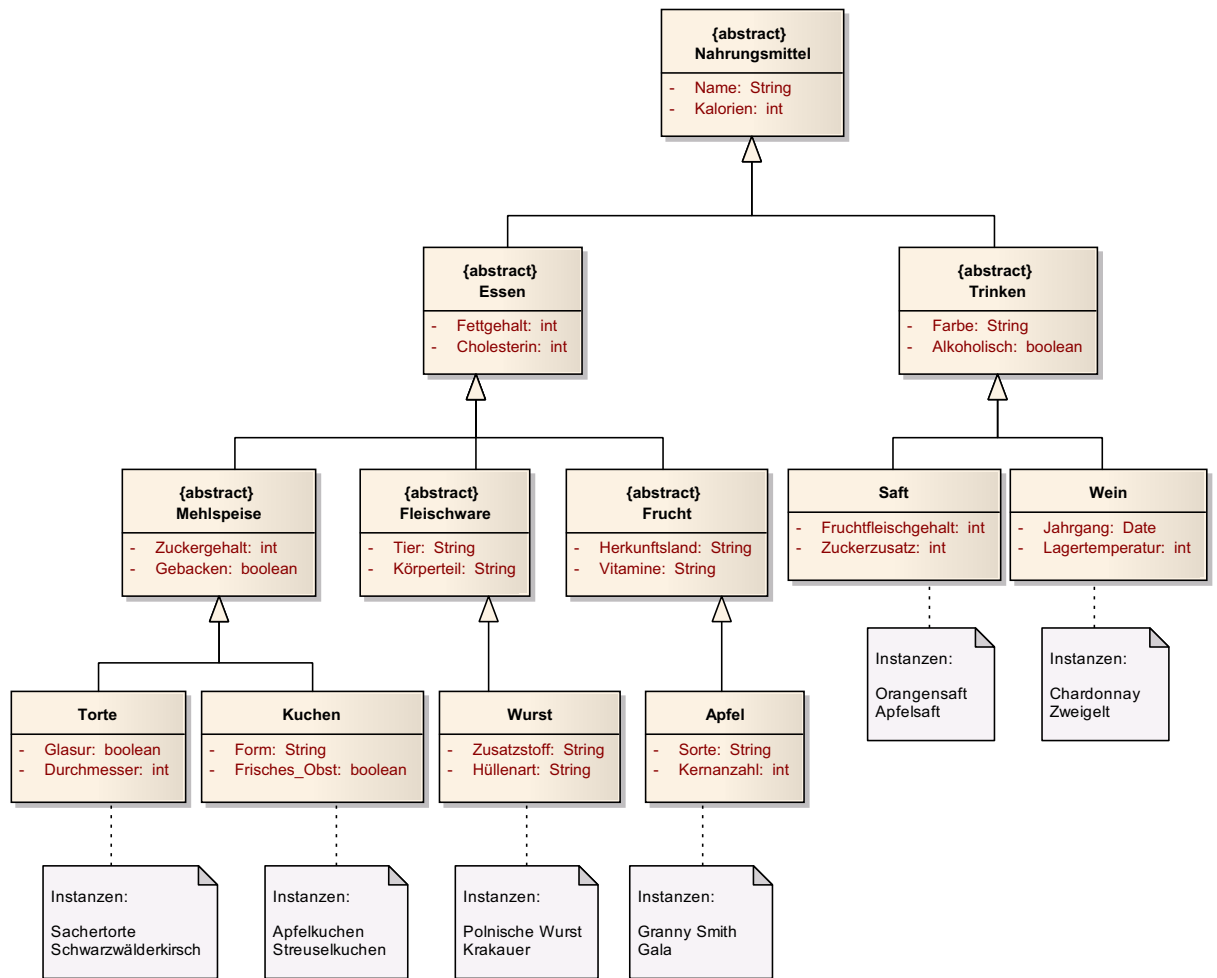 {abstract}
Nahrungsmittel
- Name: String
- Kalorien: int
{abstract}
Essen
- Fettgehalt: int
- Cholesterin: int
{abstract}
Trinken
- Farbe: String
- Alkoholisch: boolean
{abstract}
Mehlspeise
- Zuckergehalt: int
- Gebacken: boolean
{abstract}
Fleischware
- Tier: String
- Körperteil: String
{abstract}
Frucht
- Herkunftsland: String
- Vitamine: String
Saft
- Fruchtfleischgehalt: int
- Zuckerzusatz: int
Wein
- Jahrgang: Date
- Lagertemperatur: int
Instanzen:
Orangensaft
Apfelsaft
Instanzen:
Chardonnay
Zweigelt
Torte
- Glasur: boolean
- Durchmesser: int
Kuchen
- Form: String
- Frisches_Obst: boolean
Wurst
- Zusatzstoff: String
- Hüllenart: String
Apfel
- Sorte: String
- Kernanzahl: int
Instanzen:
Sachertorte
Schwarzwälderkirsch
Instanzen:
Apfelkuchen
Streuselkuchen
Instanzen:
Polnische Wurst
Krakauer
Instanzen:
Granny Smith
Gala